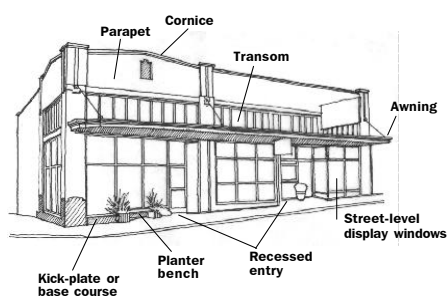 Cornice
Parapet
Transom
Awning
Street-level
display windows
Recessed
entry
Planter
bench
Kick-plate or
base course